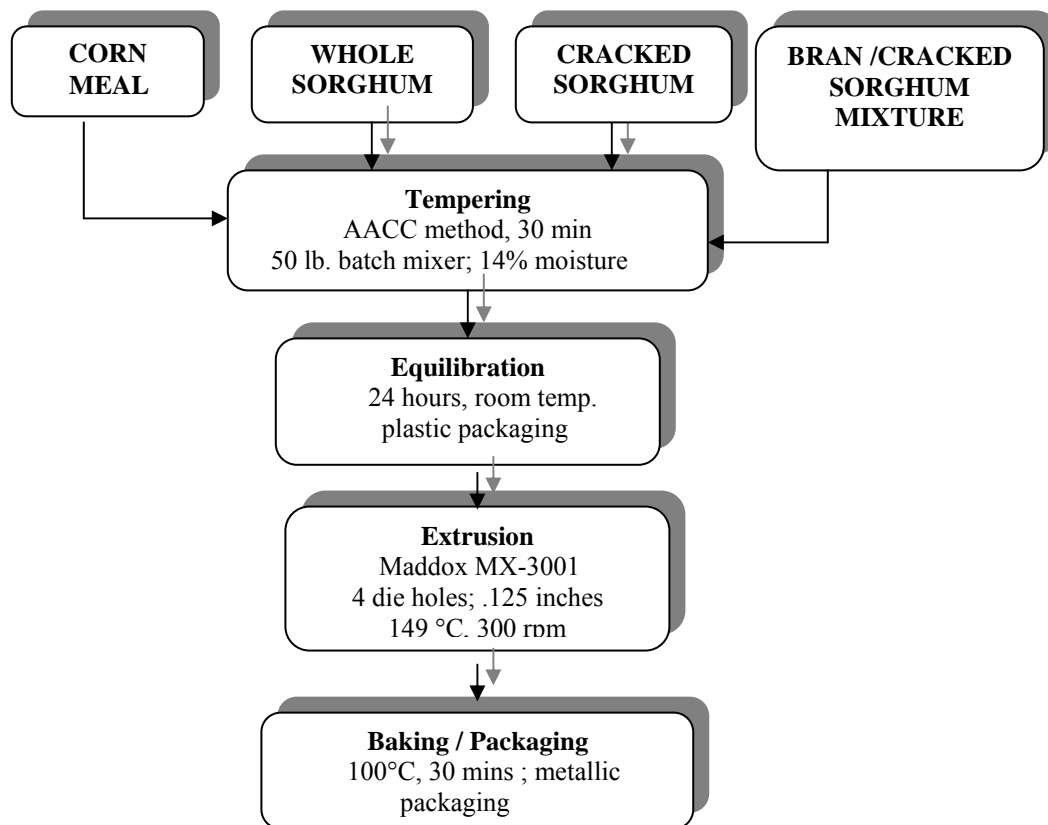 CORN
MEAL
WHOLE
SORGHUM
CRACKED
SORGHUM
BRAN /CRACKED
SORGHUM
MIXTURE
Tempering
AACC method, 30 min
50 lb. batch mixer; 14% moisture
Equilibration
24 hours, room temp.
plastic packaging
Extrusion
Maddox MX-3001
4 die holes; .125 inches
149 °C, 300 rpm
Baking / Packaging
100°C, 30 mins ; metallic
packaging